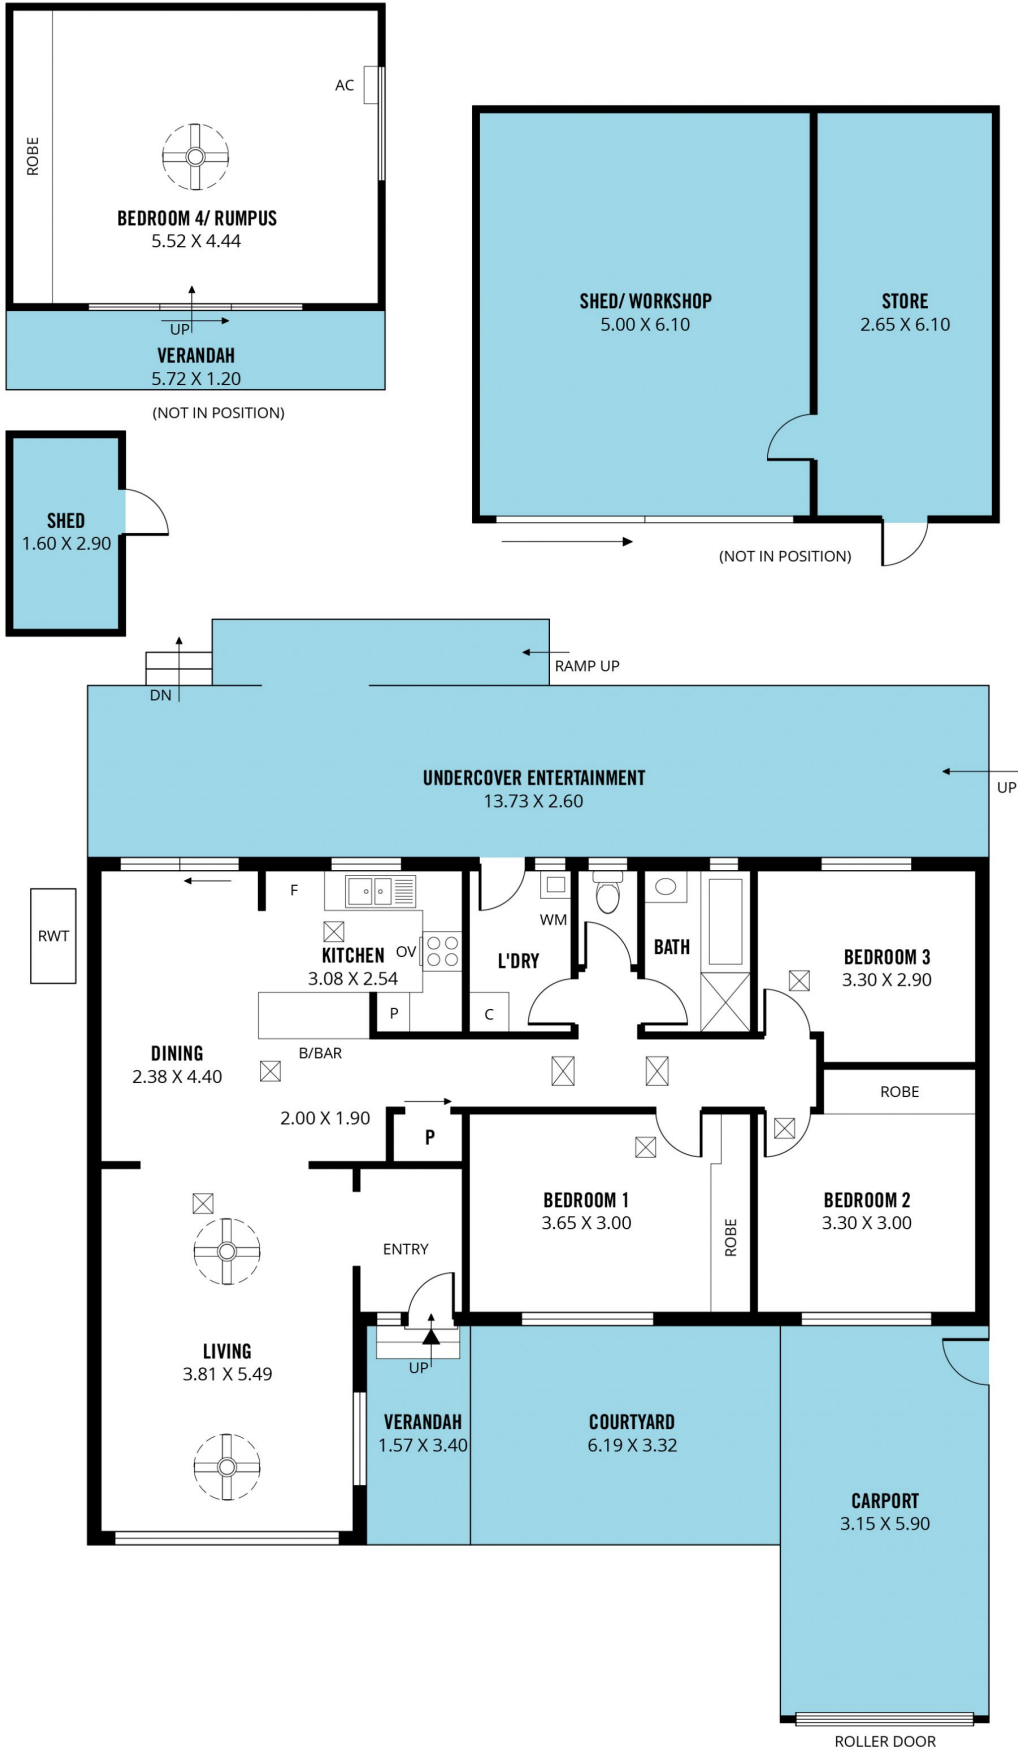 AC
ROBE
BEDROOM 4/ RUMPUS
5.52 X 4.44
UP
VERANDAH
5.72 X 1.20
(NOT IN POSITION)
SHED/ WORKSHOP
5.00 X 6.10
STORE
2.65 X 6.10
(NOT IN POSITION)
SHED
1.60 X 2.90
RAMP UP
DN
UNDERCOVER ENTERTAINMENT
13.73 X 2.60
UP
RWT
F
KITCHEN
3.08 X 2.54
OV
P
B/BAR
WM
L'DRY
C
BATH
BEDROOM 3
3.30 X 2.90
DINING
2.38 X 4.40
2.00 X 1.90
P
ROBE
BEDROOM 1
3.65 X 3.00
ROBE
BEDROOM 2
3.30 X 3.00
ENTRY
LIVING
3.81 X 5.49
UP
VERANDAH
1.57 X 3.40
COURTYARD
6.19 X 3.32
CARPORT
3.15 X 5.90
ROLLER DOOR